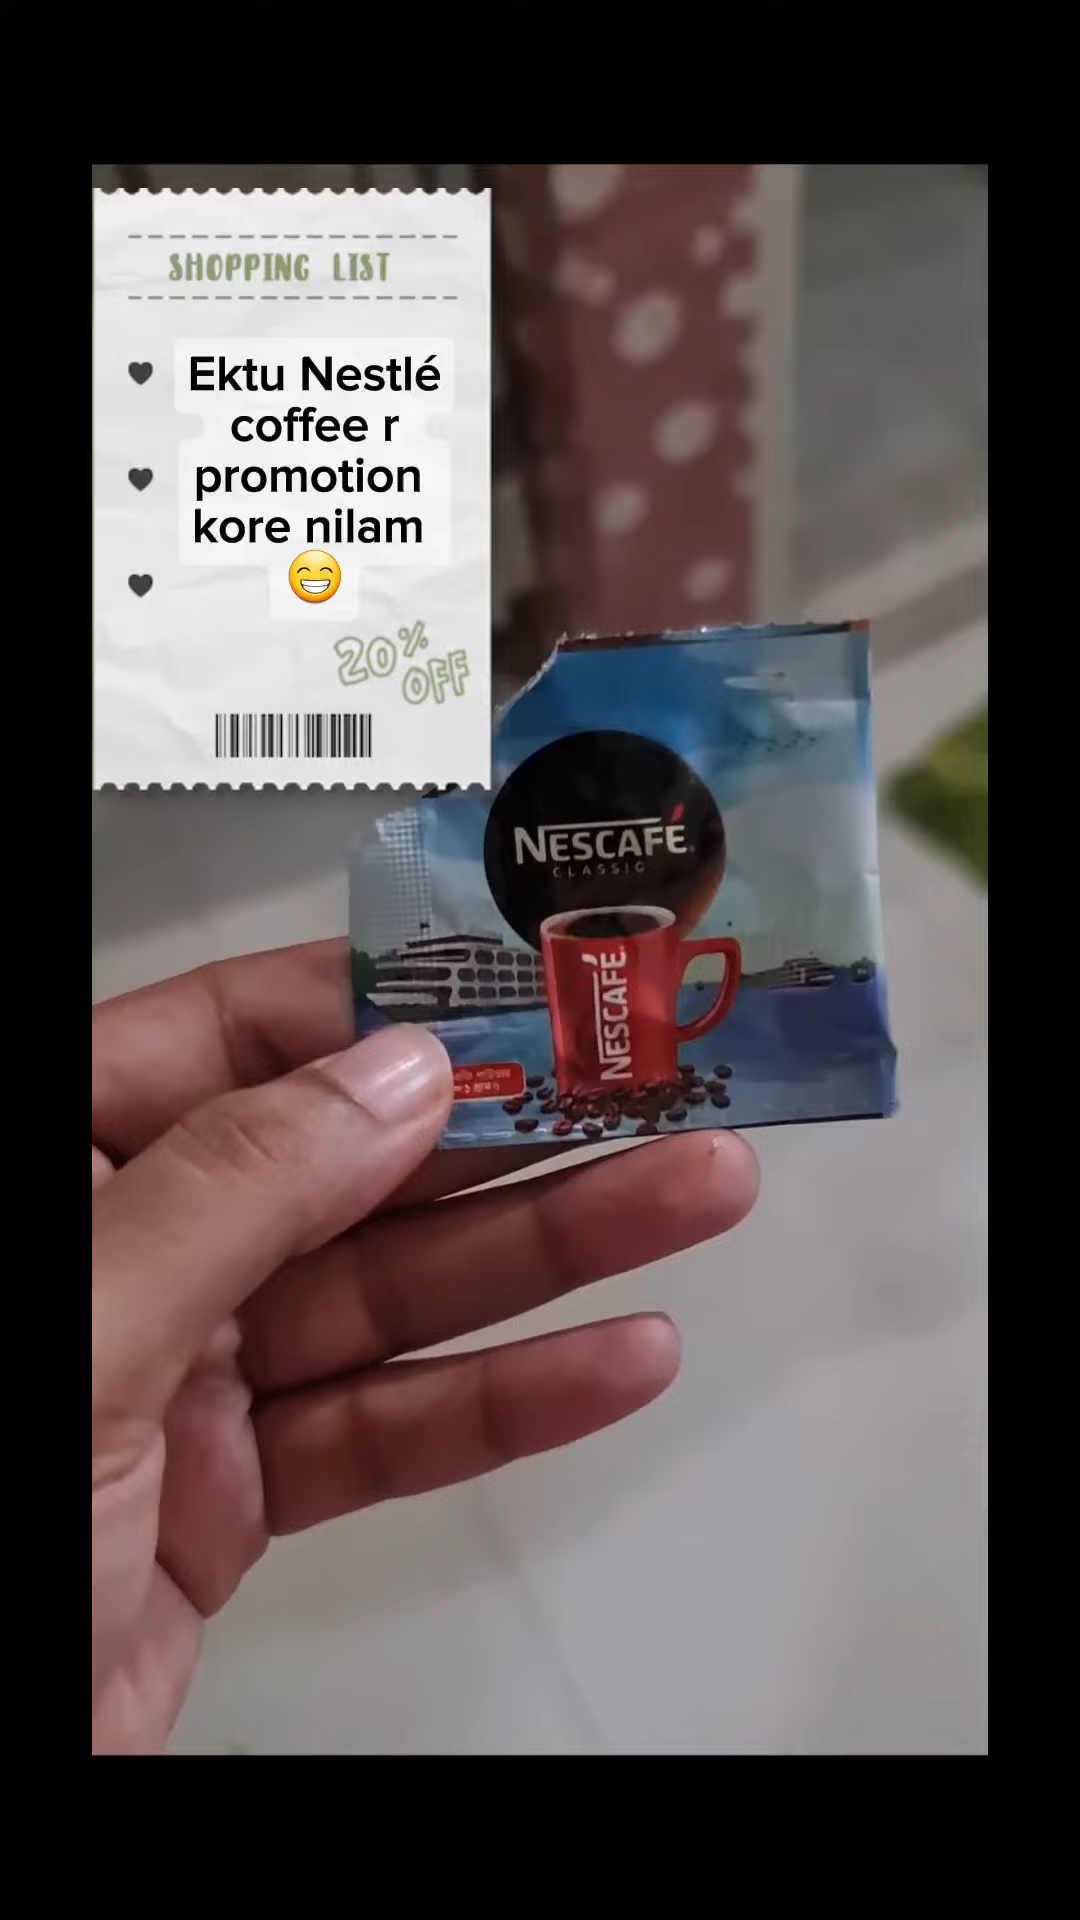 SHOPPING LIST
Ektu Nestlé
coffee r
promotion
kore nilam
😁
20%
OFF
NESCAFÉ
CLASSIC
NESCAFÉ